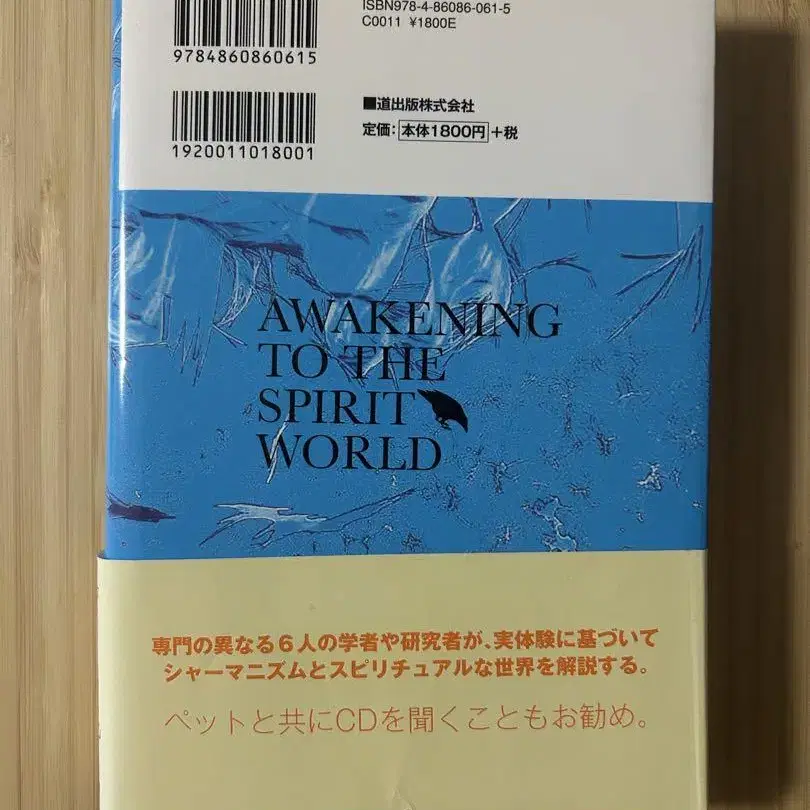 ISBN978-4-86086-061-5
C0011 ¥1800E
9784860860615
■道出版株式会社
定価：本体1800円+税
1920011018001
AWAKENING
TO THE
SPIRIT
WORLD
専門の異なる6人の学者や研究者が、実体験に基づいて
シャーマニズムとスピリチュアルな世界を解説する。
ペットと共にCDを聞くこともお勧め。